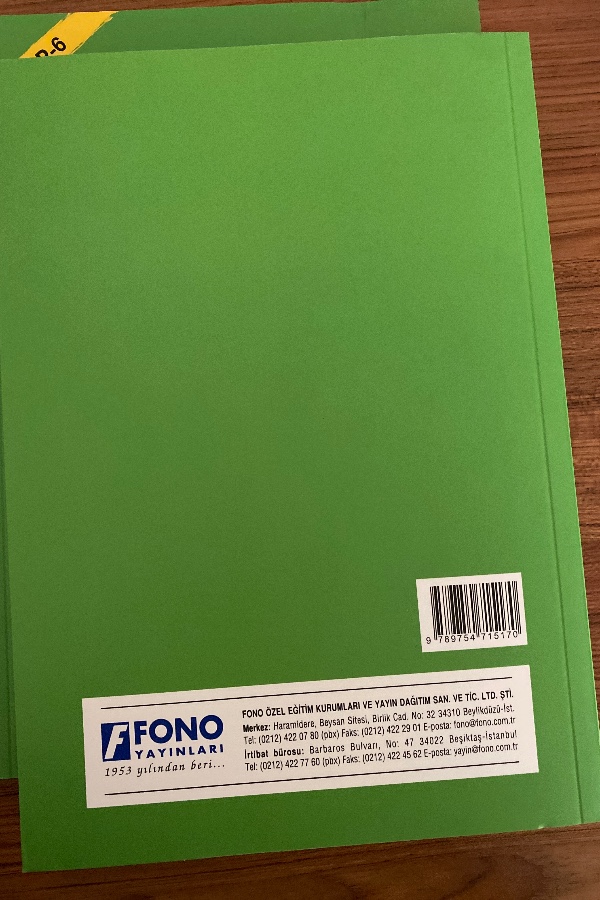 P-6
9 789754 715170
FONO
YAYINLARI
1953 yılından beri...
FONO ÖZEL EĞİTİM KURUMLARI VE YAYIN DAĞITIM SAN. VE TİC. LTD. ŞTİ.
Merkez: Haramidere, Beysan Sitesi, Birlik Cad. No: 32 34310 Beylikdüzü-İst.
Tel: (0212) 422 07 80 (pbx) Faks: (0212) 422 29 01 E-posta: fono@fono.com.tr
İrtibat bürosu: Barbaros Bulvarı, No: 47 34022 Beşiktaş-İstanbul
Tel: (0212) 422 77 60 (pbx) Faks: (0212) 422 45 62 E-posta: yayin@fono.com.tr